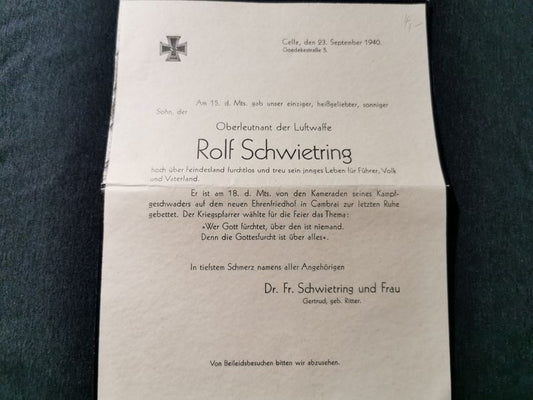 Celle, den 23. September 1940.
Goedekestraße 5.
Am 15. d. Mts. gab unser einziger, heißgeliebter, sonniger
Sohn, der
Oberleutnant der Luftwaffe
Rolf Schwietring
hoch über Feindesland furchtlos und treu sein junges Leben für Führer, Volk
und Vaterland.
Er ist am 18. d. Mts. von den Kameraden seines Kampf-
geschwaders auf dem neuen Ehrenfriedhof in Cambrai zur letzten Ruhe
gebettet. Der Kriegspfarrer wählte für die Feier das Thema:
»Wer Gott fürchtet, über den ist niemand.
Denn die Gottesfurcht ist über alles«.
In tiefstem Schmerz namens aller Angehörigen
Dr. Fr. Schwietring und Frau
Gertrud, geb. Ritter.
Von Beileidsbesuchen bitten wir abzusehen.